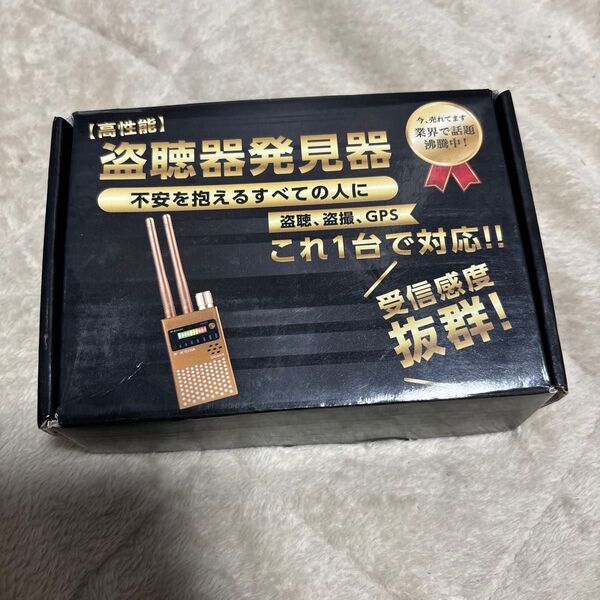 【高性能】
盗聴器発見器
今、売れてます
業界で話題
沸騰中!
不安を抱えるすべての人に
盗聴、盗撮、GPS
これ1台で対応!!
受信感度
抜群!